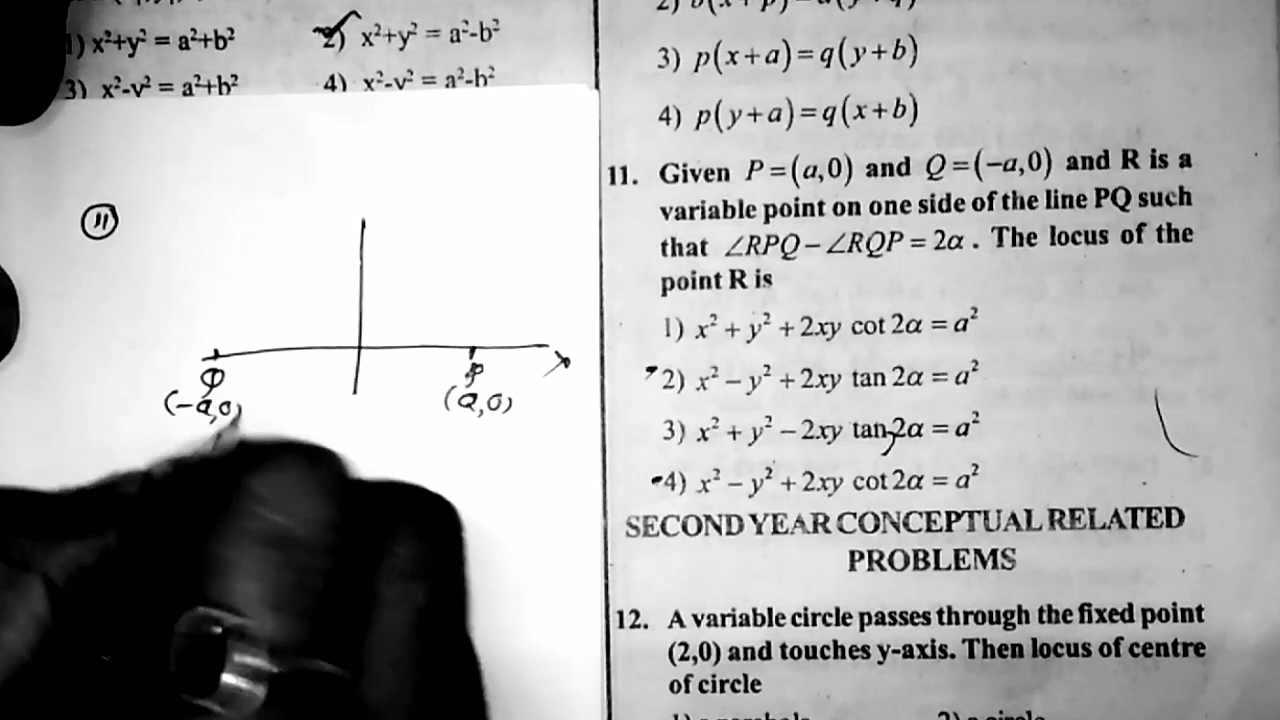 1) x²+y² = a²+b² 2) x²+y² = a²-b²
3) x²-y² = a²+b² 4) x²-y² = a²-b²
11
Q P
(-a,0) (a,0)
3) p(x+a)=q(y+b)
4) p(y+a)=q(x+b)
11. Given P=(a,0) and Q=(-a,0) and R is a
variable point on one side of the line PQ such
that ∠RPQ-∠RQP=2α. The locus of the
point R is
1) x²+y²+2xy cot 2α = a²
2) x²-y²+2xy tan 2α = a²
3) x²+y²-2xy tan 2α = a²
4) x²-y²+2xy cot 2α = a²
SECOND YEAR CONCEPTUAL RELATED
PROBLEMS
12. A variable circle passes through the fixed point
(2,0) and touches y-axis. Then locus of centre
of circle